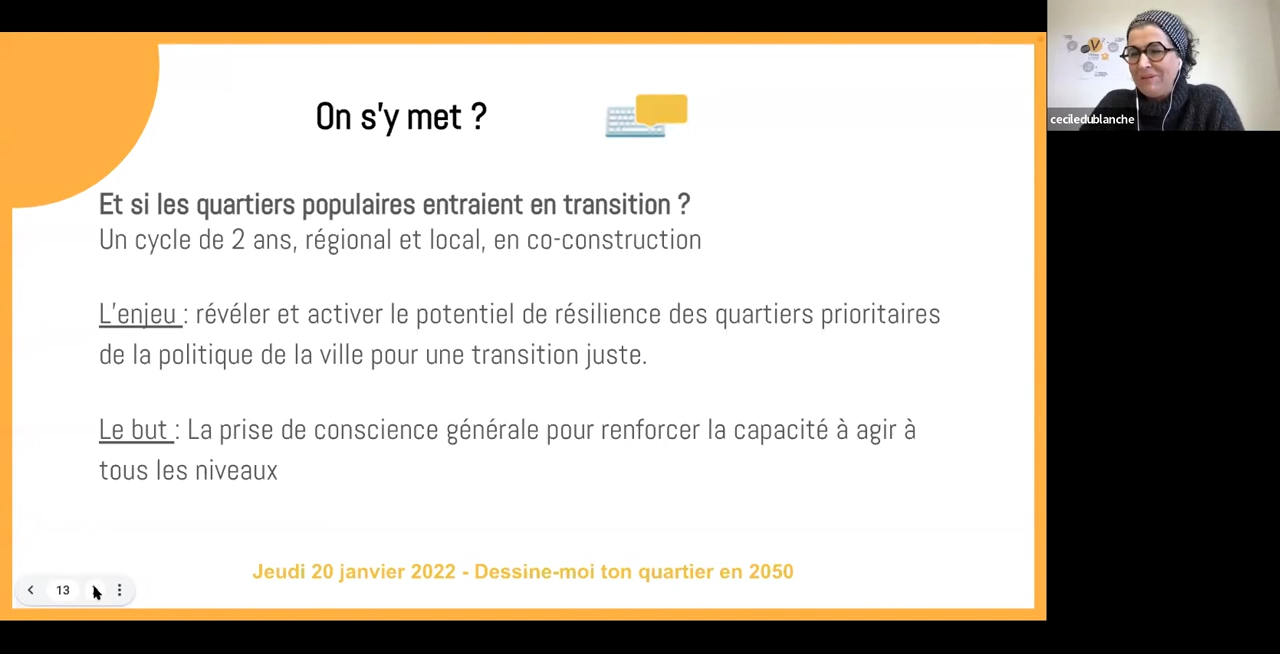 On s'y met ?
Et si les quartiers populaires entraient en transition ?
Un cycle de 2 ans, régional et local, en co-construction
L'enjeu : révéler et activer le potentiel de résilience des quartiers prioritaires
de la politique de la ville pour une transition juste.
Le but : La prise de conscience générale pour renforcer la capacité à agir à
tous les niveaux
Jeudi 20 janvier 2022 - Dessine-moi ton quartier en 2050
13
ceciledublanche